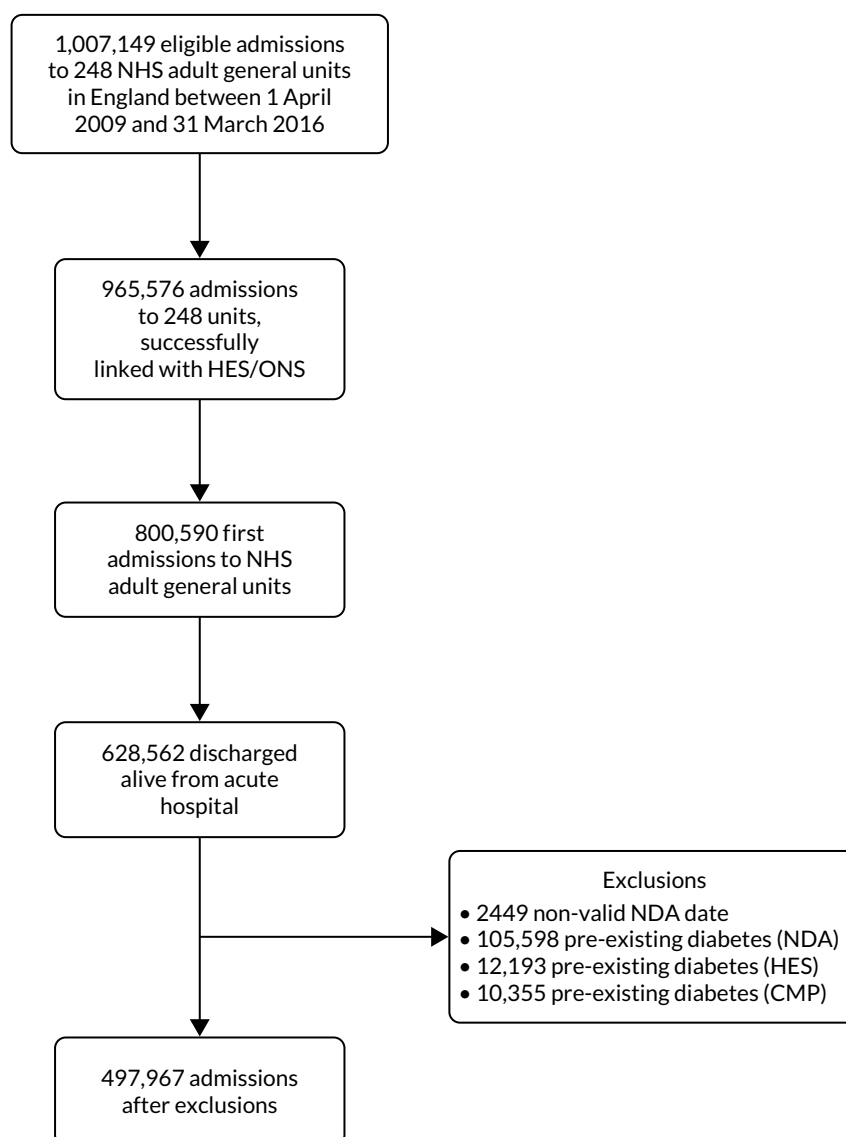 1,007,149 eligible admissions
to 248 NHS adult general units
in England between 1 April
2009 and 31 March 2016
965,576 admissions
to 248 units,
successfully
linked with HES/ONS
800,590 first
admissions to NHS
adult general units
628,562 discharged
alive from acute
hospital
Exclusions
• 2449 non-valid NDA date
• 105,598 pre-existing diabetes (NDA)
• 12,193 pre-existing diabetes (HES)
• 10,355 pre-existing diabetes (CMP)
497,967 admissions
after exclusions